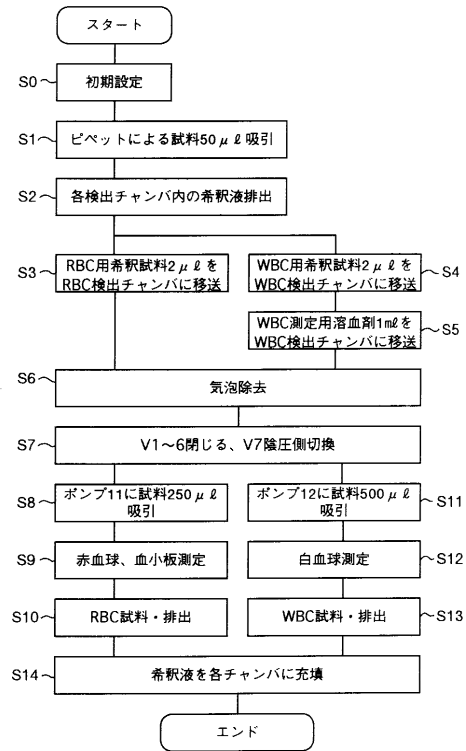 スタート
S0
初期設定
S1
ピペットによる試料50μℓ吸引
S2
各検出チャンバ内の希釈液排出
S3
RBC用希釈試料2μℓを
RBC検出チャンバに移送
WBC用希釈試料2μℓを
WBC検出チャンバに移送
S4
WBC測定用溶血剤1mℓを
WBC検出チャンバに移送
S5
S6
気泡除去
S7
V1〜6閉じる、V7陰圧側切換
S8
ポンプ11に試料250μℓ
吸引
ポンプ12に試料500μℓ
吸引
S11
S9
赤血球、血小板測定
白血球測定
S12
S10
RBC試料・排出
WBC試料・排出
S13
S14
希釈液を各チャンバに充填
エンド